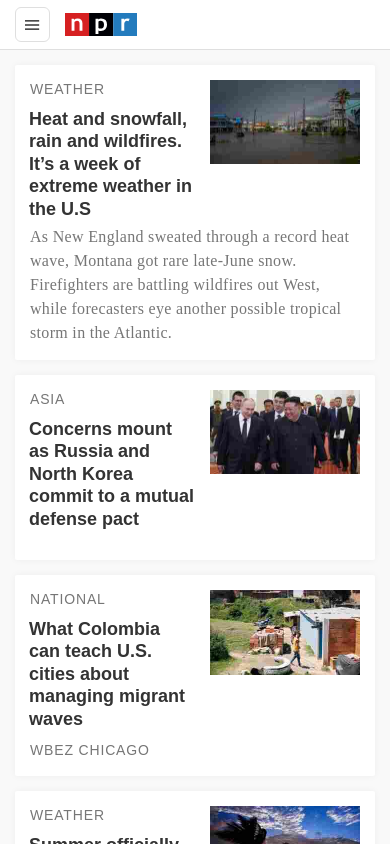 npr
WEATHER
Heat and snowfall,
rain and wildfires.
It’s a week of
extreme weather in
the U.S
As New England sweated through a record heat
wave, Montana got rare late-June snow.
Firefighters are battling wildfires out West,
while forecasters eye another possible tropical
storm in the Atlantic.
ASIA
Concerns mount
as Russia and
North Korea
commit to a mutual
defense pact
NATIONAL
What Colombia
can teach U.S.
cities about
managing migrant
waves
WBEZ CHICAGO
WEATHER
Summer officially